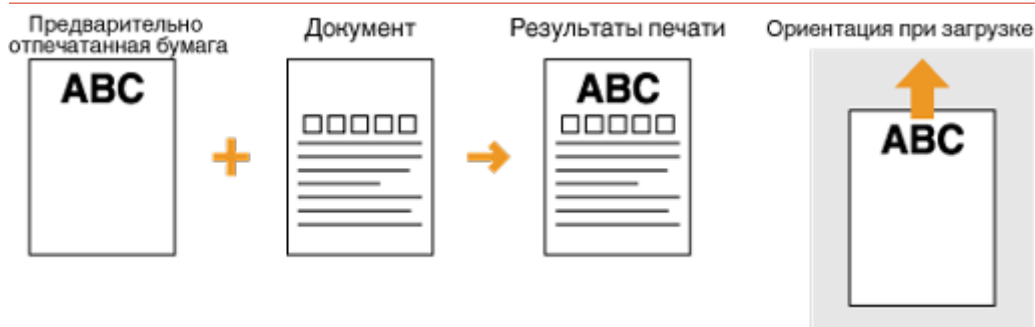 Предварительно
отпечатанная бумага
Документ
Результаты печати
Ориентация при загрузке
ABC
ABC
ABC